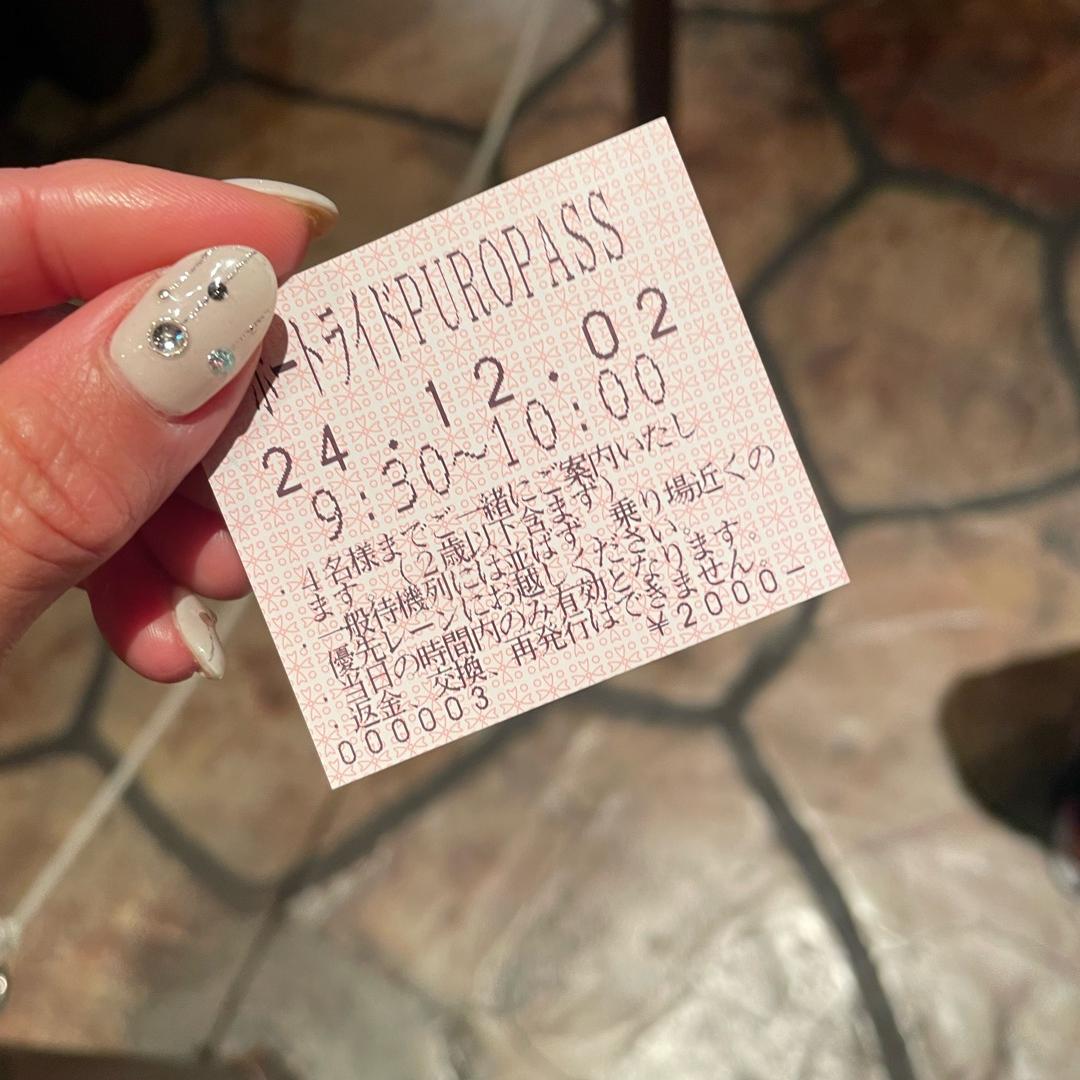 ボートライドPUROPASS
24.12.02
9:30~10:00
・4名様までご一緒にご案内いたし
ます。(2歳以下含ます)
・一般待機列には並ばず、乗り場近くの
優先レーンにお越しください。
・当日の時間内のみ有効となります。
・返金、交換、再発行はできません。
000003 ¥2000-